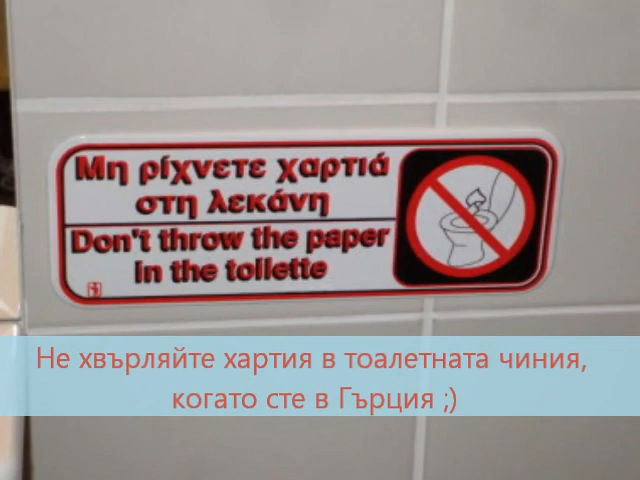 Μη ρίχνετε χαρτιά
στη λεκάνη
Don't throw the paper
in the toilette
Не хвърляйте хартия в тоалетната чиния,
когато сте в Гърция ;)